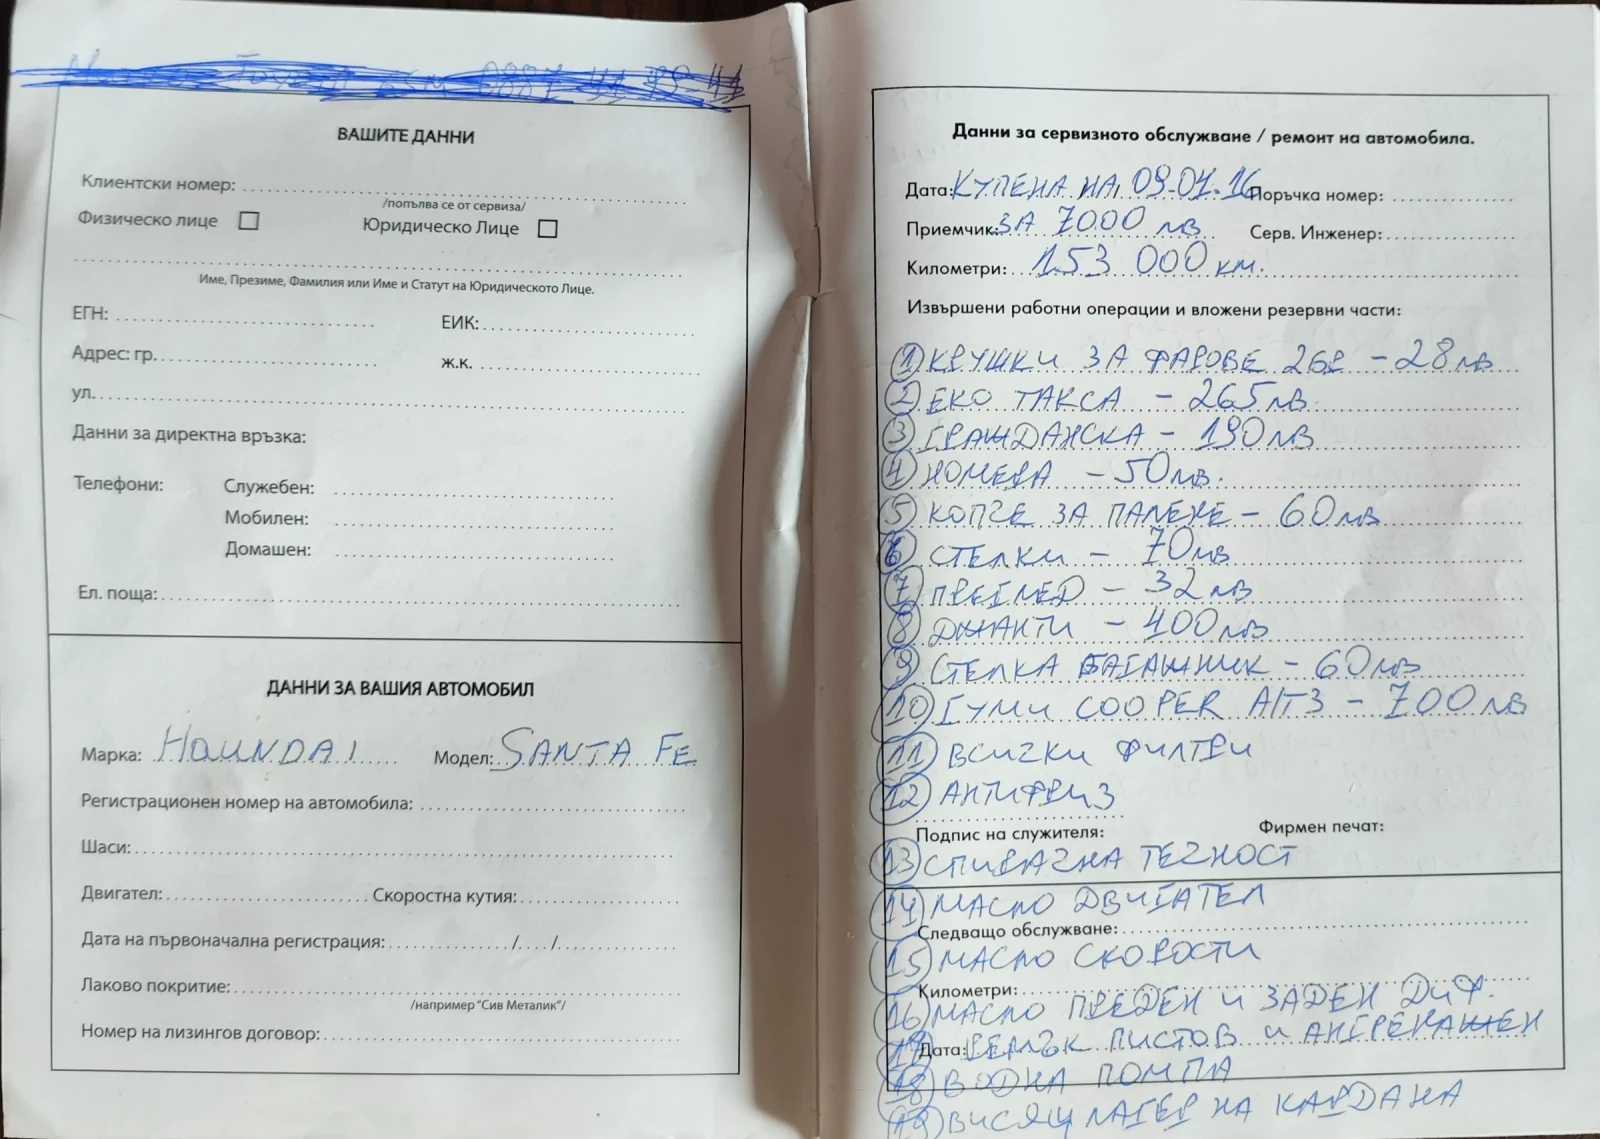 ВАШИТЕ ДАННИ
Клиентски номер:
/попълва се от сервиза/
Физическо лице Юридическо Лице
Име, Презиме, Фамилия или Име и Статут на Юридическото Лице.
ЕГН: ЕИК:
Адрес: гр. ж.к.
ул.
Данни за директна връзка:
Телефони: Служебен:
Мобилен:
Домашен:
Ел. поща:
ДАННИ ЗА ВАШИЯ АВТОМОБИЛ
Марка: HOUNDAI Модел: SANTA FE
Регистрационен номер на автомобила:
Шаси:
Двигател: Скоростна кутия:
Дата на първоначална регистрация: / /
Лаково покритие:
/например "Сив Металик"/
Номер на лизингов договор:
Данни за сервизното обслужване / ремонт на автомобила.
Дата: КУПЕНА НА 09.04.16 Поръчка номер:
Приемчик: ЗА 7000 лв Серв. Инженер:
Километри: 153 000 км.
Извършени работни операции и вложени резервни части:
1 КРУШКИ ЗА ФАРОВЕ 2бр - 28лв
2 ЕКО ТАКСА - 265лв
3 ГРАЖДАНСКА - 190лв
4 НОМЕРА - 50лв.
5 КОПЧЕ ЗА ПАЛЕНЕ - 60лв
6 СТЕЛКИ - 70лв
7 ПРЕГЛЕД - 32лв
8 ДЖАНТИ - 400лв
9 СТЕЛКА БАГАЖНИК - 60лв
10 ГУМИ COOPER A/T3 - 700лв
11 ВСИЧКИ ФИЛТРИ
12 АНТИФРИЗ
Подпис на служителя: Фирмен печат:
13 СПИРАЧНА ТЕЧНОСТ
14 МАСЛО ДВИГАТЕЛ
Следващо обслужване:
15 МАСЛО СКОРОСТИ
Километри:
16 МАСЛО ПРЕДЕН И ЗАДЕН ДИФ.
Дата:
17 РЕМЪК ПИСТОВ И АНГРЕНАЖЕН
18 ВОДНА ПОМПА
19 ВИСЯЩ ЛАГЕР НА КАРДАНА